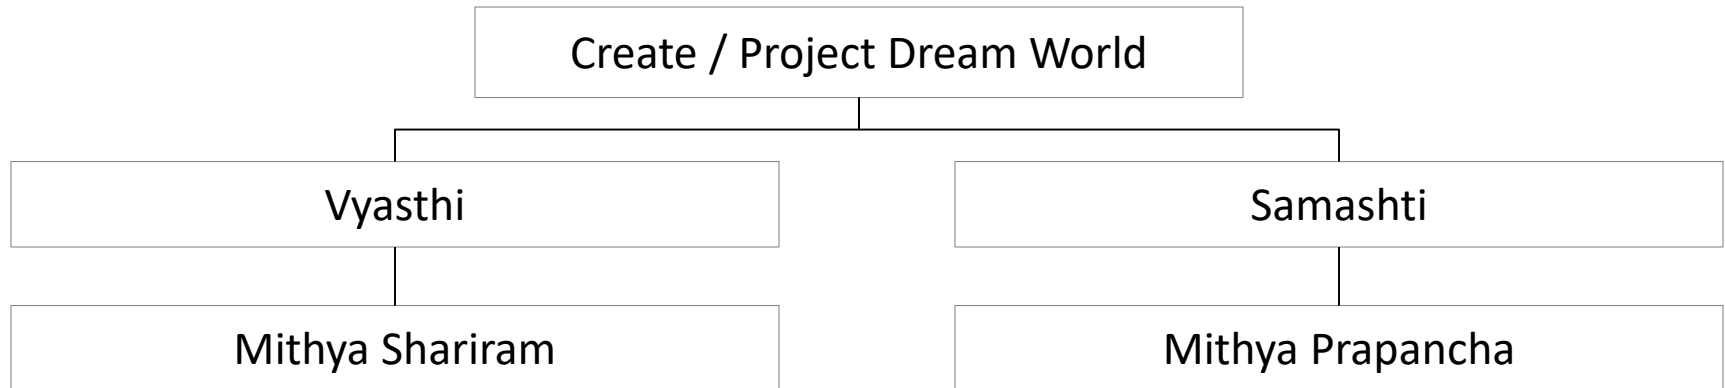 Create / Project Dream World
Vyasthi
Samashti
Mithya Shariram
Mithya Prapancha